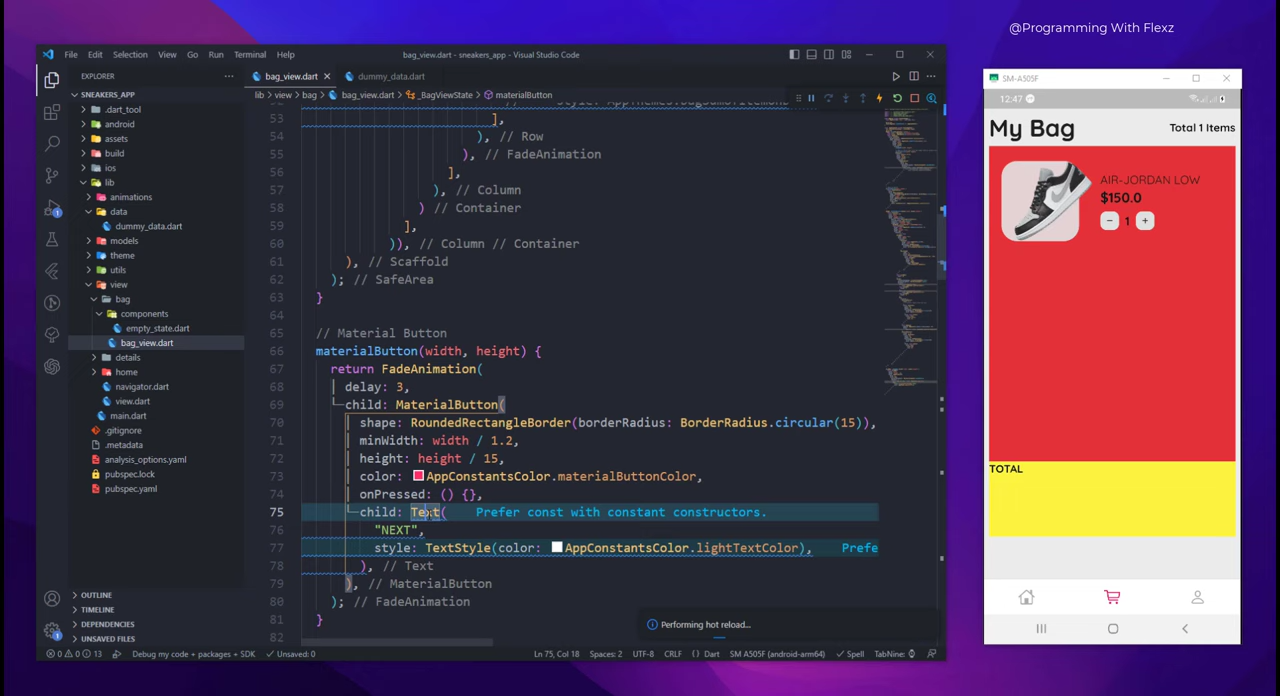 @Programming With Flexz
File Edit Selection View Go Run Terminal Help
bag_view.dart - sneakers_app - Visual Studio Code
EXPLORER
bag_view.dart
dummy_data.dart
SNEAKERS_APP
lib > view > bag > bag_view.dart > _BagViewState > materialButton
.dart_tool
android
assets
build
ios
lib
animations
data
dummy_data.dart
models
theme
utils
view
bag
components
empty_state.dart
bag_view.dart
details
home
navigator.dart
view.dart
main.dart
.gitignore
.metadata
analysis_options.yaml
pubspec.lock
pubspec.yaml
OUTLINE
TIMELINE
DEPENDENCIES
UNSAVED FILES
53 ],
54 ), // Row
55 ), // FadeAnimation
56 ],
57 ), // Column
58 ) // Container
59 ],
60 )), // Column // Container
61 ), // Scaffold
62 ); // SafeArea
63 }
64
65 // Material Button
66 materialButton(width, height) {
67 return FadeAnimation(
68 delay: 3,
69 child: MaterialButton(
70 shape: RoundedRectangleBorder(borderRadius: BorderRadius.circular(15)),
71 minWidth: width / 1.2,
72 height: height / 15,
73 color: AppConstantsColor.materialButtonColor,
74 onPressed: () {},
75 child: Text( Prefer const with constant constructors.
76 "NEXT",
77 style: TextStyle(color: AppConstantsColor.lightTextColor), Prefe
78 ), // Text
79 ), // MaterialButton
80 ); // FadeAnimation
81 }
82
Performing hot reload...
0 0 13 Debug my code + packages + SDK Unsaved: 0 Ln 75, Col 18 Spaces: 2 UTF-8 CRLF {} Dart SM A505F (android-arm64) Spell TabNine:
SM-A505F
12:47
My Bag Total 1 Items
AIR-JORDAN LOW
$150.0
- 1 +
TOTAL